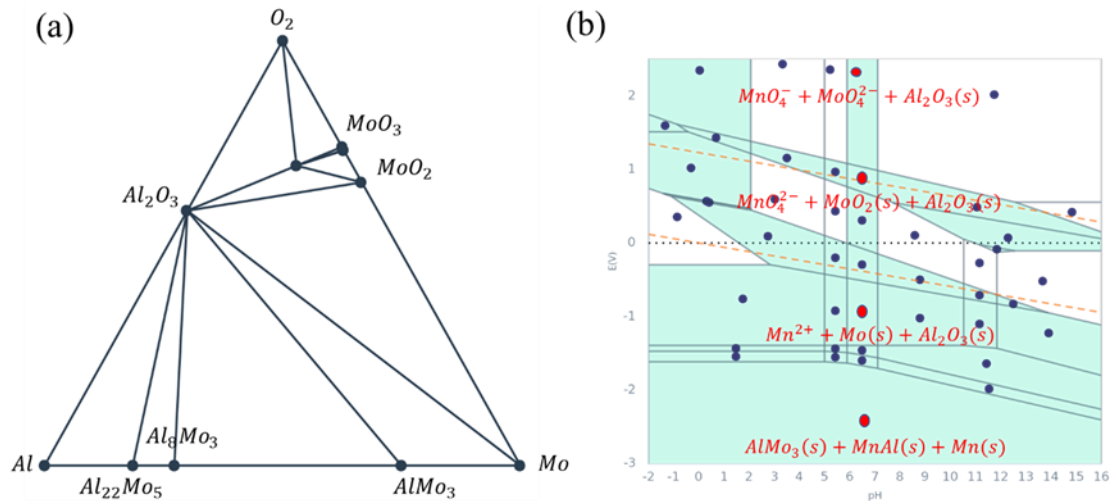 (a)
O₂
MoO₃
MoO₂
Al₂O₃
Al₈Mo₃
Al
Mo
Al₂₂Mo₅
AlMo₃
(b)
2
1
0
-1
-2
-3
E(V)
MnO₄⁻ + MoO₄²⁻ + Al₂O₃(s)
MnO₄²⁻ + MoO₂(s) + Al₂O₃(s)
Mn²⁺ + Mo(s) + Al₂O₃(s)
AlMo₃(s) + MnAl(s) + Mn(s)
-2 -1 0 1 2 3 4 5 6 7 8 9 10 11 12 13 14 15 16
pH